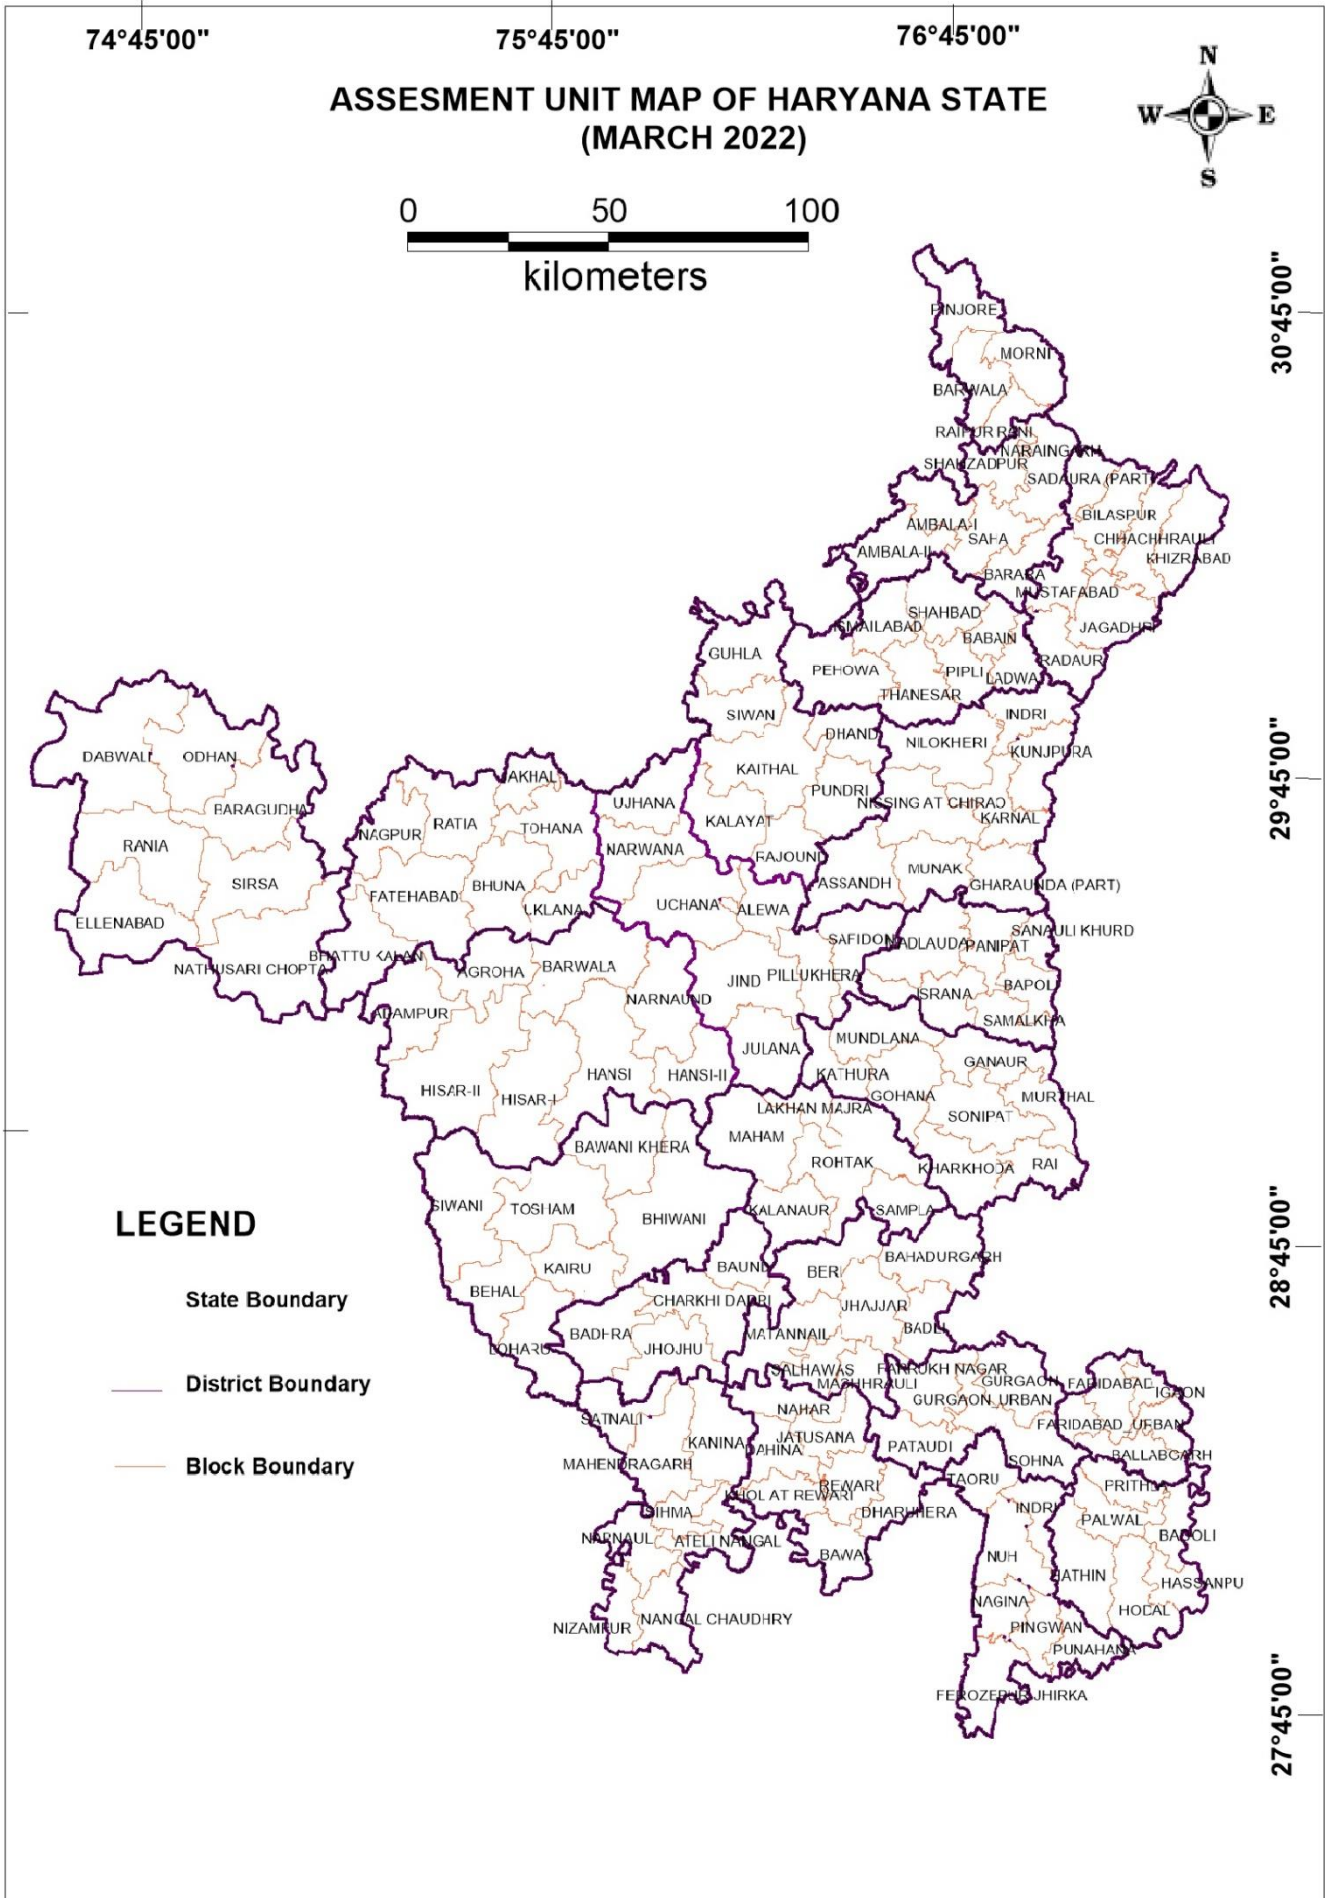 74°45'00" 75°45'00" 76°45'00"
ASSESMENT UNIT MAP OF HARYANA STATE
(MARCH 2022)
N
W E
S
0 50 100
kilometers
30°45'00"
PINJORE
MORNI
BARWALA
RAIPUR RANI
NARAINGARH
SHAHZADPUR
SADAURA (PART)
BILASPUR
AMBALA-I
CHHACHHRAULI
SAHA
AMBALA-II
KHIZRABAD
BARARA
MUSTAFABAD
SHAHBAD
ISMAILABAD
JAGADHRI
BABAIN
GUHLA
RADAUR
PEHOWA
PIPLI
LADWA
THANESAR
SIWAN
INDRI
DHAND
NILOKHERI
KUNJPURA
DABWALI
ODHAN
KAITHAL
29°45'00"
JAKHAL
PUNDRI
UJHANA
NISSING AT CHIRAO
BARAGUDHA
KARNAL
KALAYAT
RATIA
TOHANA
NAGPUR
RANIA
NARWANA
RAJOUND
MUNAK
ASSANDH
GHARAUNDA (PART)
SIRSA
BHUNA
FATEHABAD
UCHANA
ALEWA
UKLANA
ELLENABAD
SANAULI KHURD
SAFIDON
MADLAUDA
PANIPAT
BHATTU KALAN
NATHUSARI CHOPTA
BARWALA
AGROHA
JIND
PILLUKHERA
BAPOLI
ISRANA
NARNAUND
ADAMPUR
SAMALKHA
MUNDLANA
JULANA
GANAUR
HANSI
HANSI-II
KATHURA
HISAR-II
GOHANA
MURTHAL
HISAR-I
LAKHAN MAJRA
SONIPAT
MAHAM
BAWANI KHERA
ROHTAK
KHARKHODA
RAI
SIWANI
TOSHAM
KALANAUR
SAMPLA
BHIWANI
LEGEND
28°45'00"
BAHADURGARH
KAIRU
BAUND
BERI
BEHAL
State Boundary
CHARKHI DADRI
JHAJJAR
BADLI
BADHRA
MATANNAIL
LOHARU
JHOJHU
SALHAWAS
FARRUKH NAGAR
District Boundary
MACHHRAULI
GURGAON
FARIDABAD
TIGAON
GURGAON URBAN
NAHAR
SATNALI
FARIDABAD_URBAN
JATUSANA
KANINA
DAHINA
PATAUDI
BALLABGARH
SOHNA
MAHENDRAGARH
Block Boundary
TAORU
PRITHLA
REWARI
KHOL AT REWARI
INDRI
SIHMA
DHARUHERA
PALWAL
BADOLI
NARNAUL
ATELI NANGAL
BAWAL
NUH
HATHIN
HASSANPU
NAGINA
HODAL
NANGAL CHAUDHRY
NIZAMPUR
PINGWAN
PUNAHANA
FEROZEPUR JHIRKA
27°45'00"